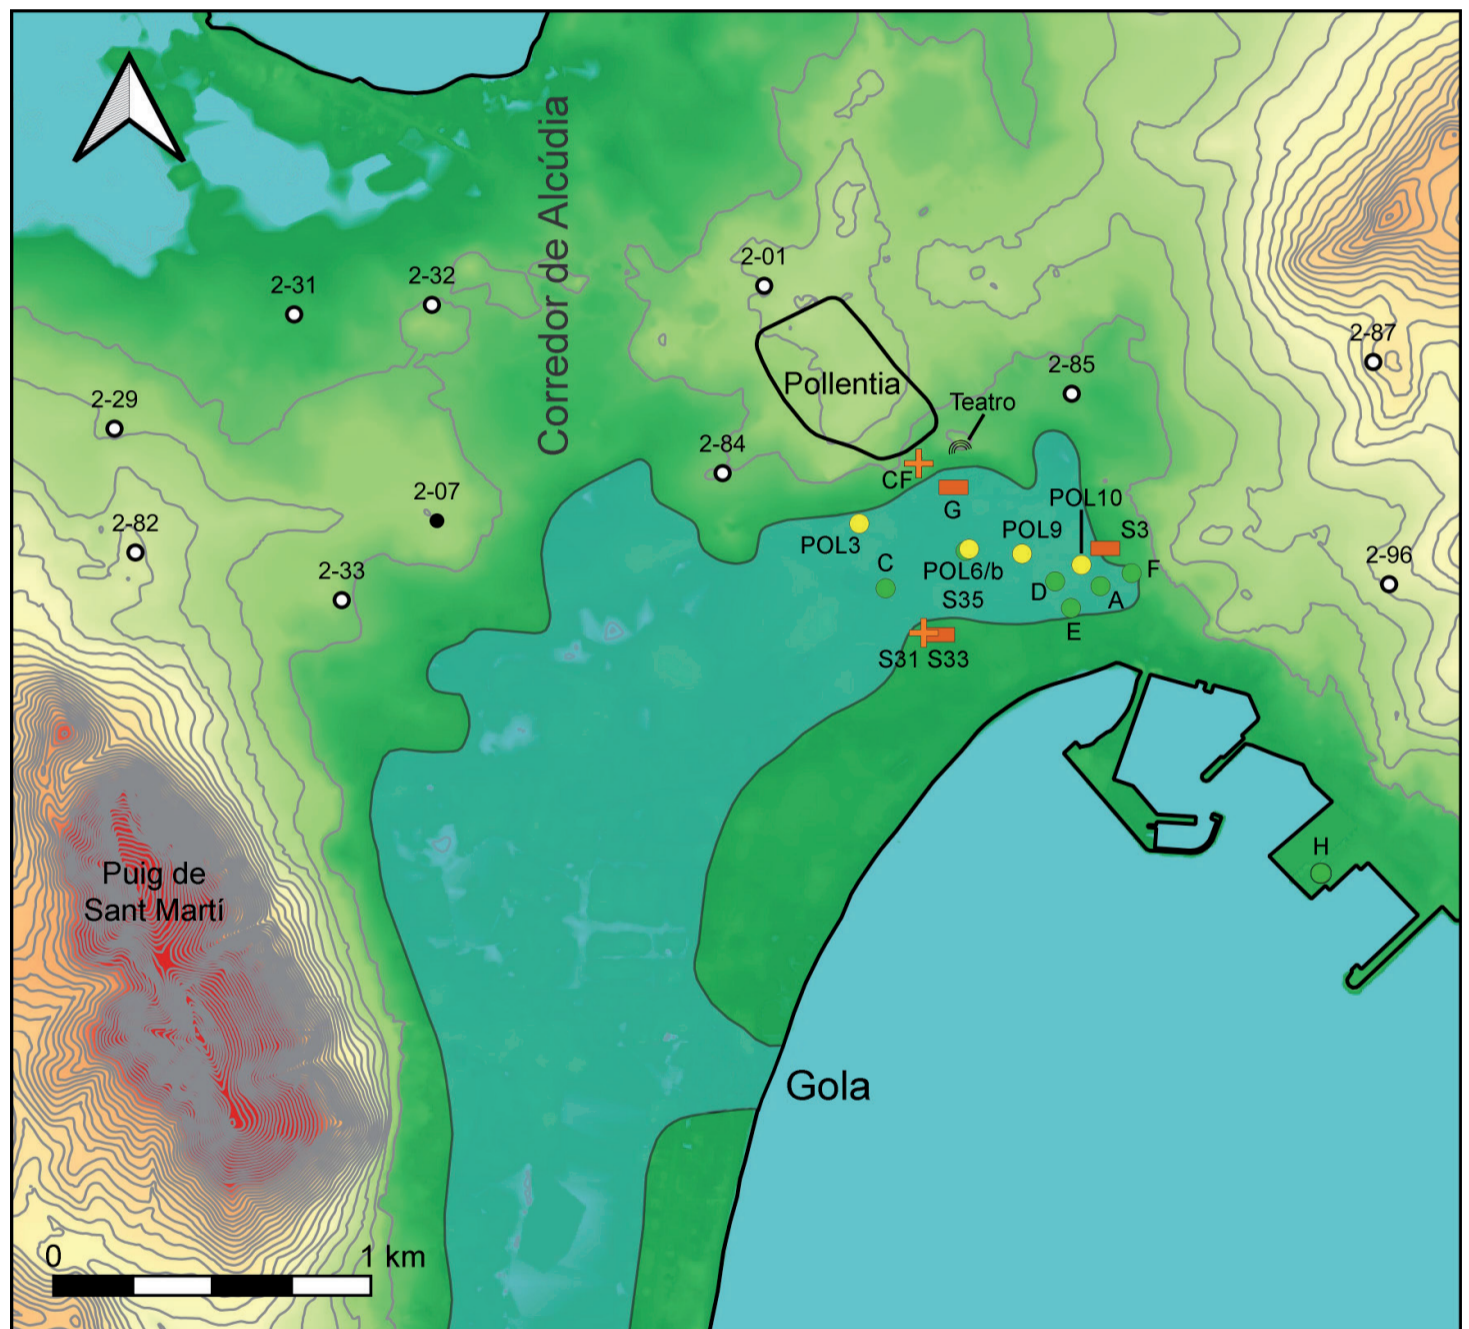 Corredor de Alcúdia
2-01
2-31
2-32
2-87
2-85
Pollentia
2-29
Teatro
2-84
CF
2-07
POL10
G
2-82
POL9
S3
POL3
C
POL6/b
F
2-33
S35
D
A
2-96
E
S31 S33
H
Puig de
Sant Martí
Gola
0
1 km